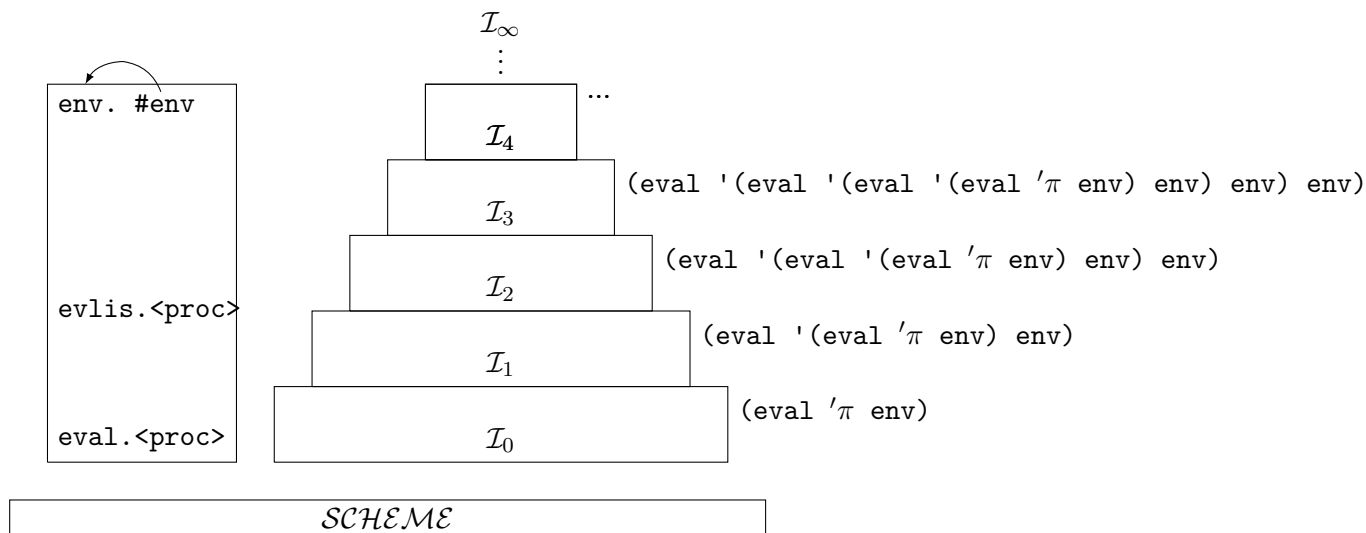 I∞
⋮
env. #env
...
I4
(eval '(eval '(eval '(eval ′π env) env) env) env)
I3
(eval '(eval '(eval ′π env) env) env)
I2
evlis.<proc>
(eval '(eval ′π env) env)
I1
(eval ′π env)
eval.<proc>
I0
SCHEME